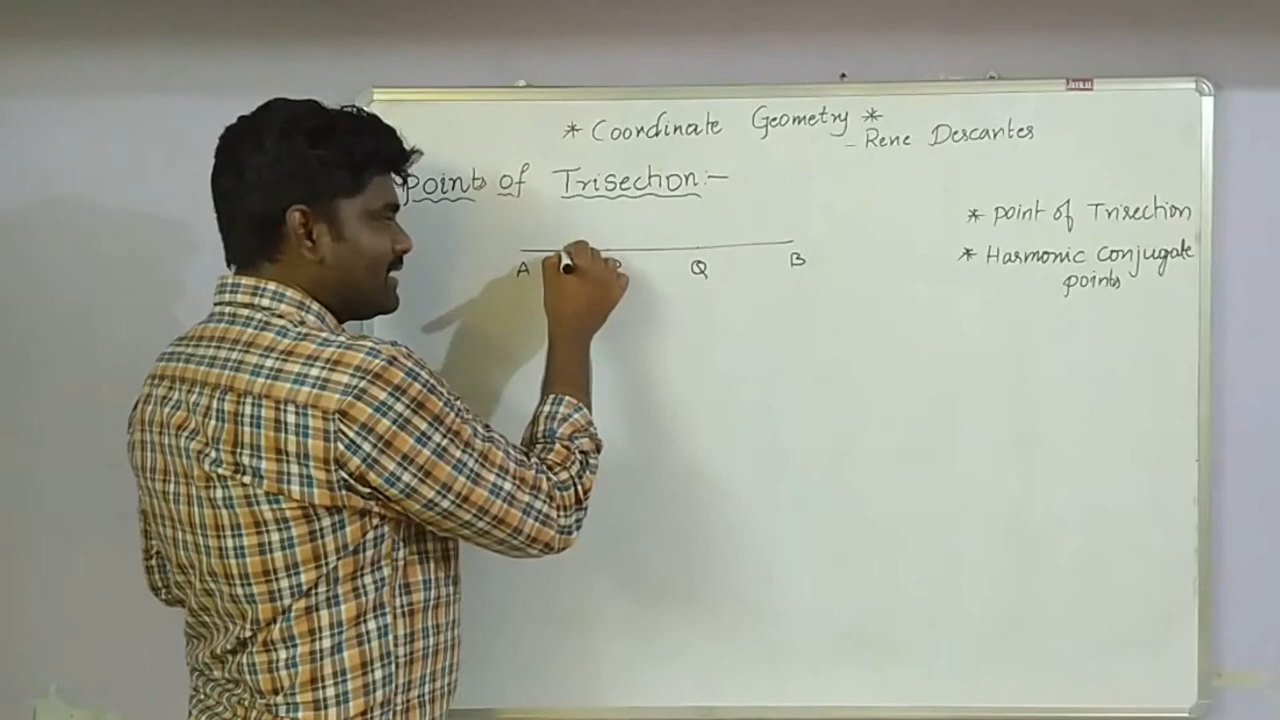 * Coordinate Geometry *
- Rene Descartes
Points of Trisection:-
* point of Trisection
* Harmonic conjugate
points
A P Q B